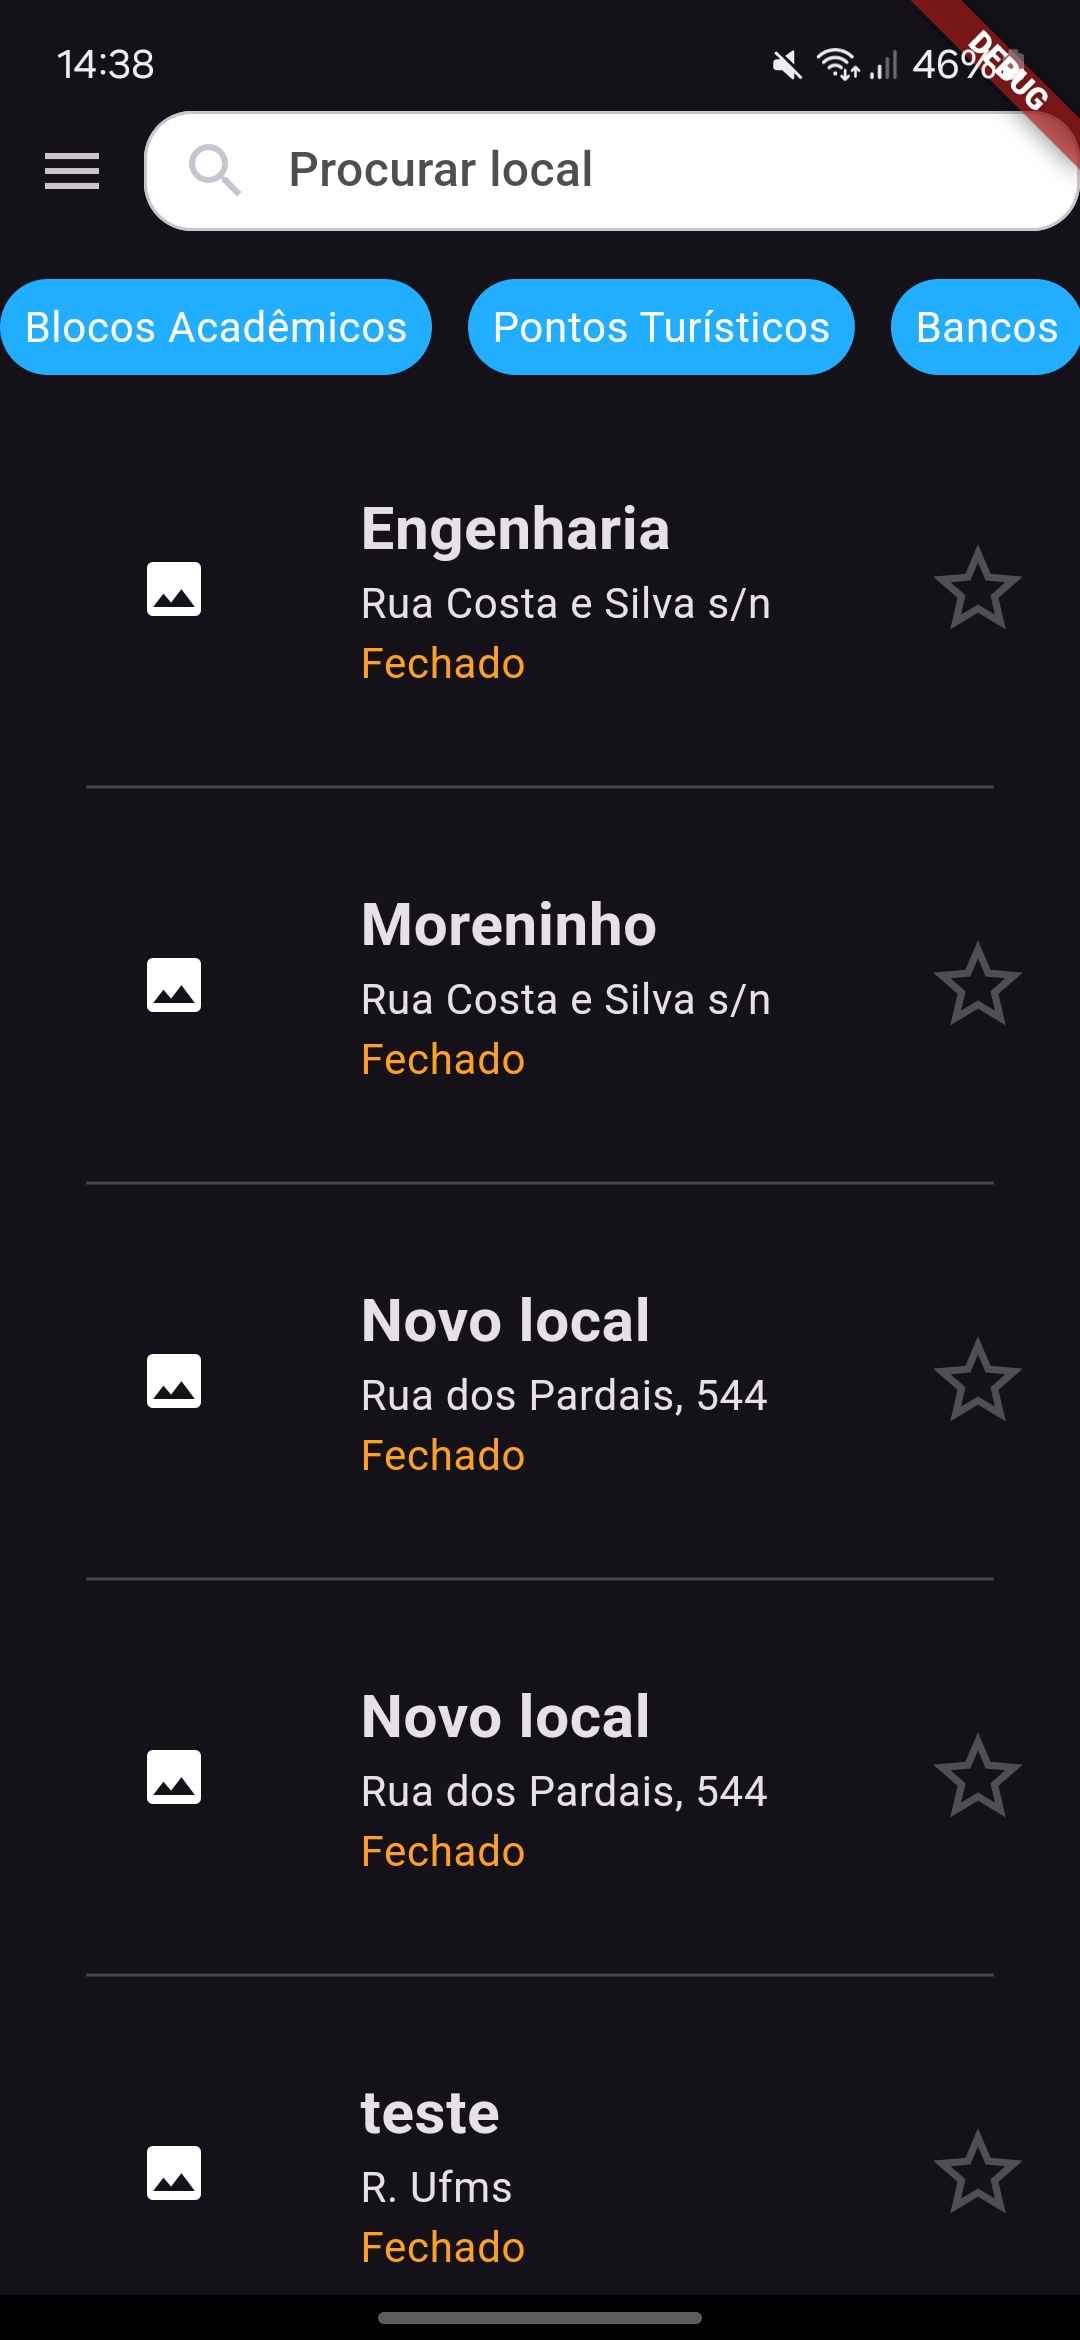 14:38
46%
DEBUG
Procurar local
Blocos Acadêmicos
Pontos Turísticos
Bancos
Engenharia
Rua Costa e Silva s/n
Fechado
Moreninho
Rua Costa e Silva s/n
Fechado
Novo local
Rua dos Pardais, 544
Fechado
Novo local
Rua dos Pardais, 544
Fechado
teste
R. Ufms
Fechado